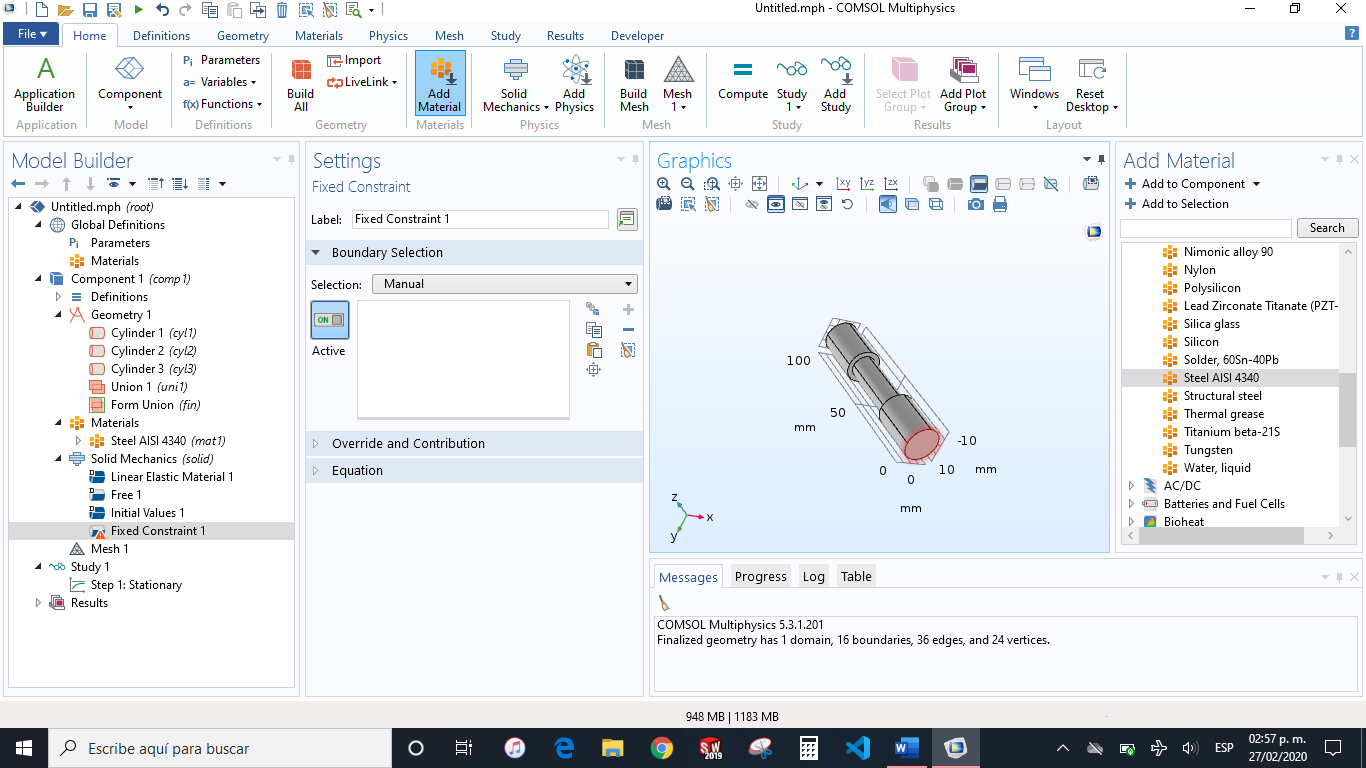 Untitled.mph - COMSOL Multiphysics
File Home Definitions Geometry Materials Physics Mesh Study Results Developer
Application Builder
Application
Component
Model
Pi Parameters
a= Variables
f(x) Functions
Definitions
Build All
Import
LiveLink
Geometry
Add Material
Materials
Solid Mechanics
Add Physics
Physics
Build Mesh
Mesh 1
Mesh
Compute
Study 1
Add Study
Study
Select Plot Group
Add Plot Group
Results
Windows
Reset Desktop
Layout
Model Builder
Untitled.mph (root)
Global Definitions
Pi Parameters
Materials
Component 1 (comp1)
Definitions
Geometry 1
Cylinder 1 (cyl1)
Cylinder 2 (cyl2)
Cylinder 3 (cyl3)
Union 1 (uni1)
Form Union (fin)
Materials
Steel AISI 4340 (mat1)
Solid Mechanics (solid)
Linear Elastic Material 1
Free 1
Initial Values 1
Fixed Constraint 1
Mesh 1
Study 1
Step 1: Stationary
Results
Settings
Fixed Constraint
Label: Fixed Constraint 1
Boundary Selection
Selection: Manual
ON
Active
Override and Contribution
Equation
Graphics
xy yz zx
100
50
mm
-10
0 10 mm
0
mm
z
x
y
Add Material
+ Add to Component
+ Add to Selection
Search
Nimonic alloy 90
Nylon
Polysilicon
Lead Zirconate Titanate (PZT-
Silica glass
Silicon
Solder, 60Sn-40Pb
Steel AISI 4340
Structural steel
Thermal grease
Titanium beta-21S
Tungsten
Water, liquid
AC/DC
Batteries and Fuel Cells
Bioheat
Messages Progress Log Table
COMSOL Multiphysics 5.3.1.201
Finalized geometry has 1 domain, 16 boundaries, 36 edges, and 24 vertices.
948 MB | 1183 MB
Escribe aquí para buscar
SW
2019
ESP
02:57 p. m.
27/02/2020